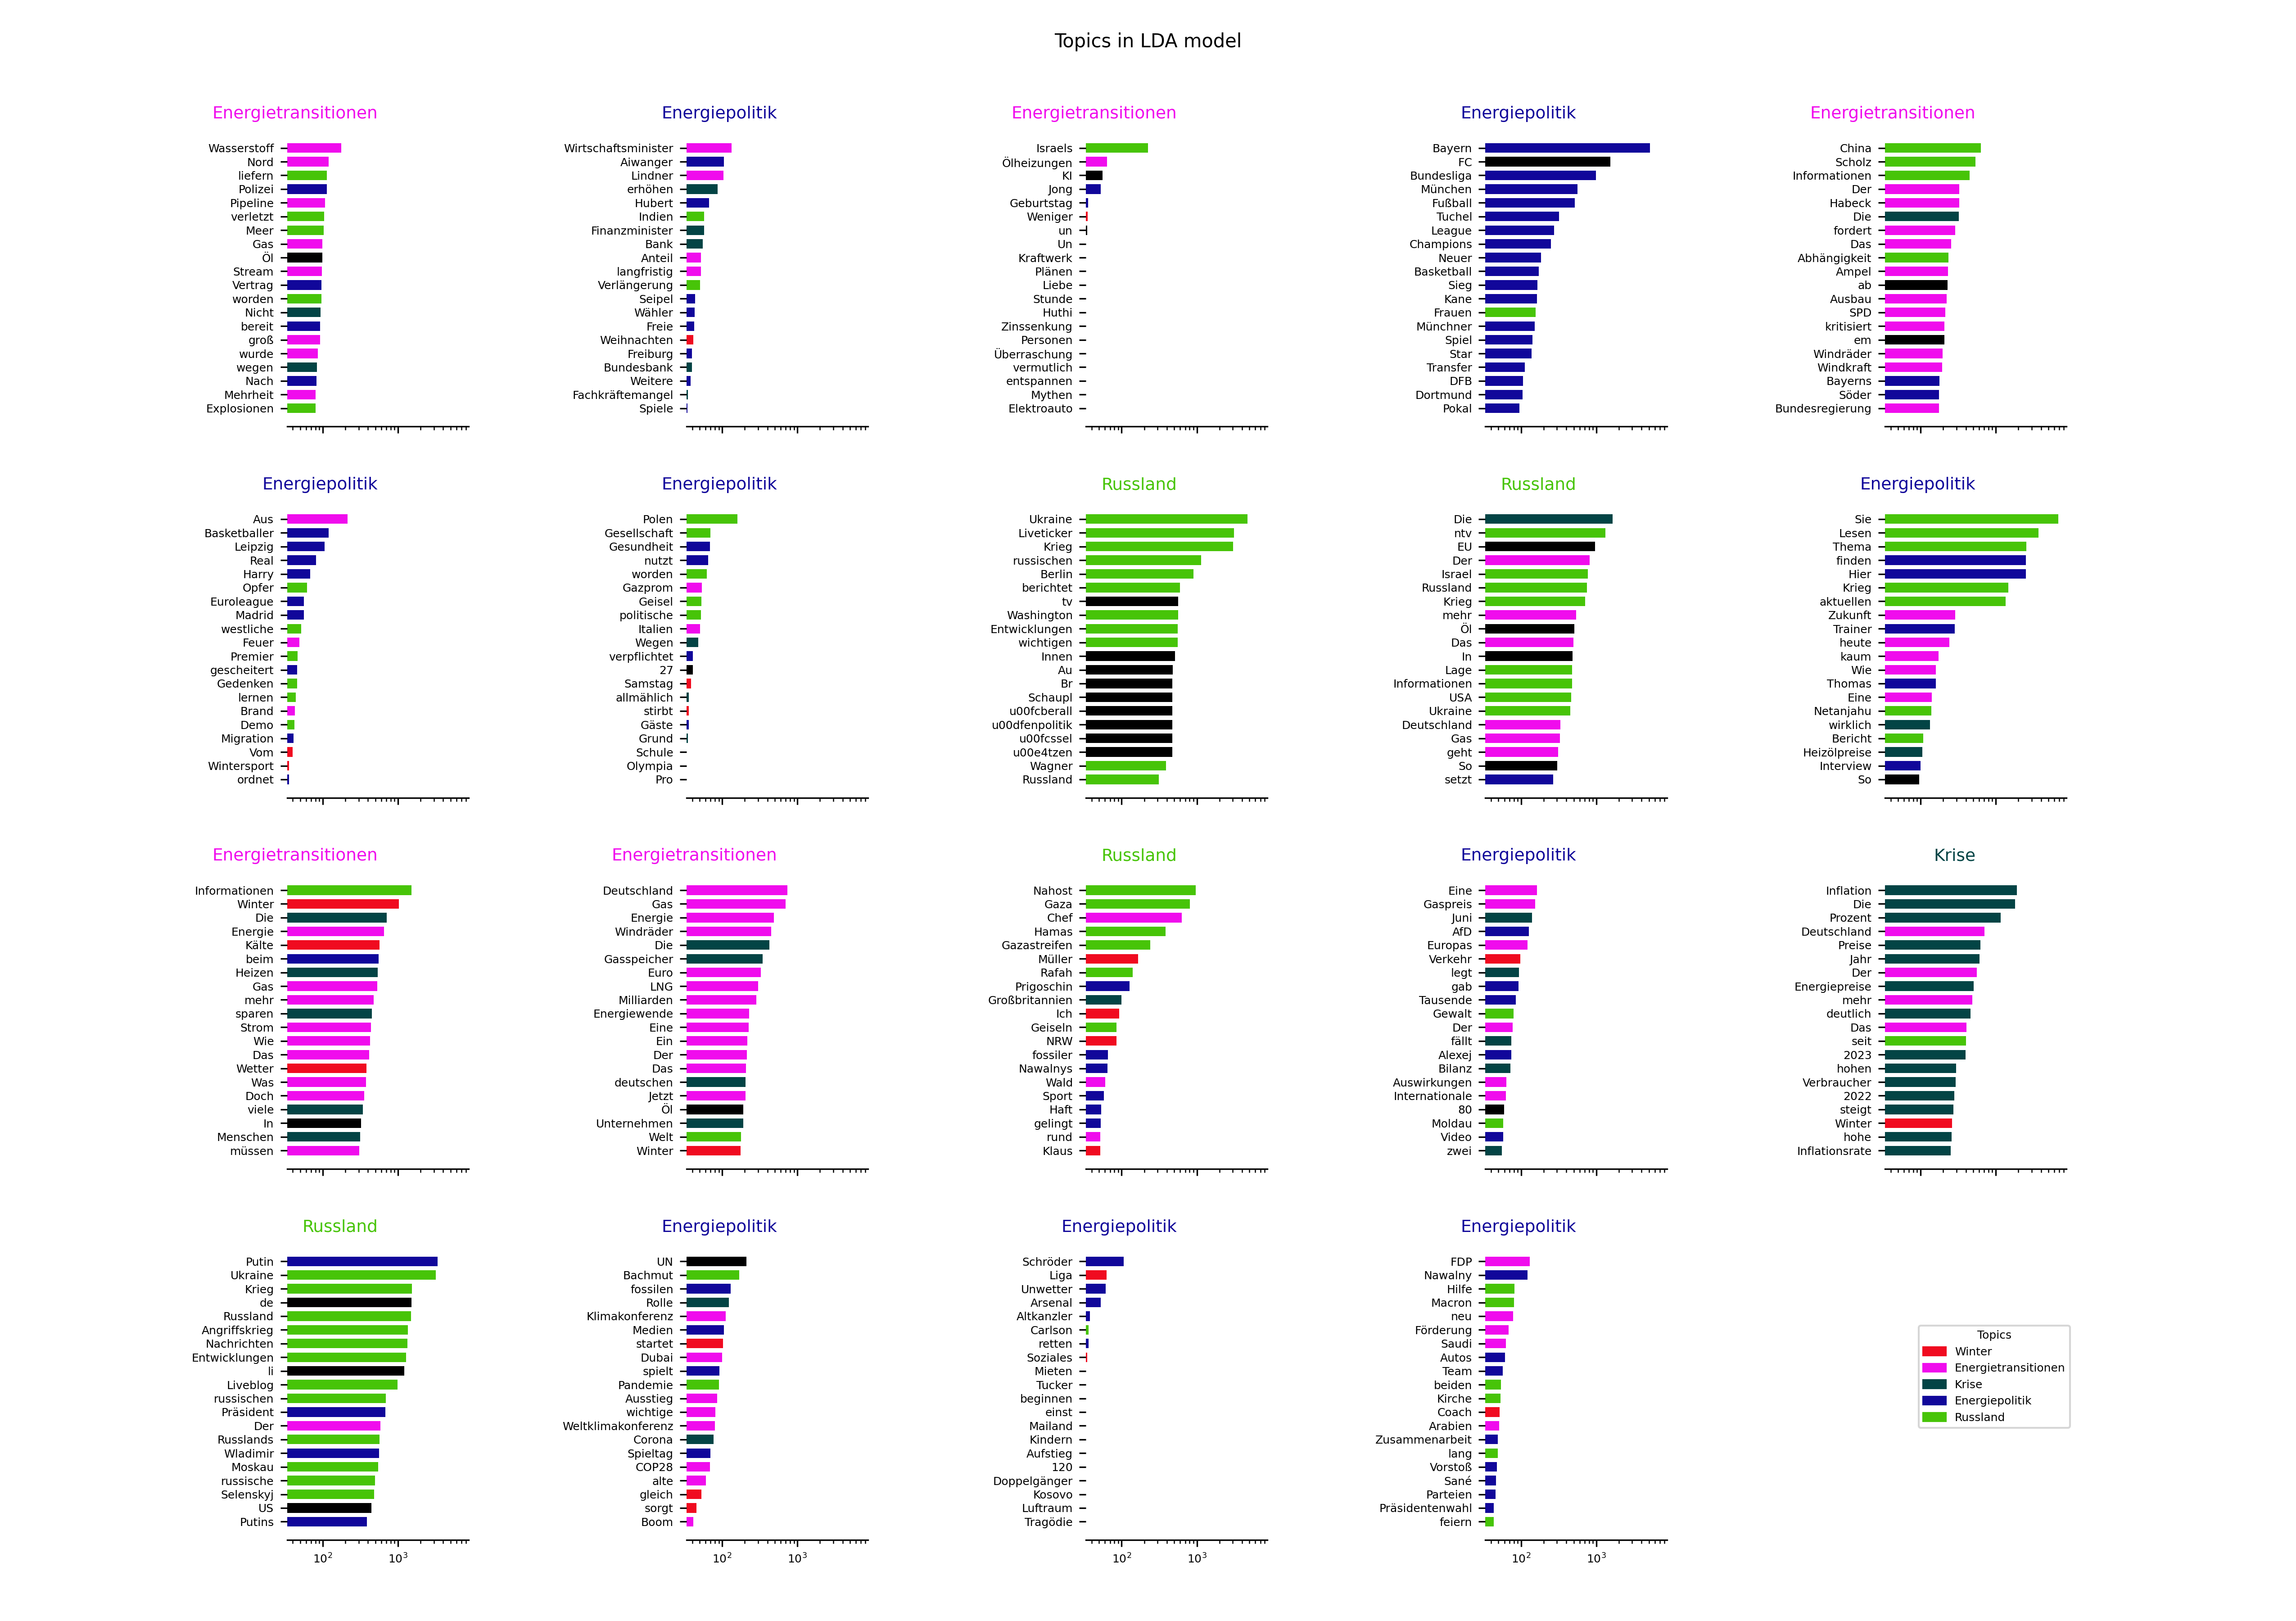 Topics in LDA model
Energietransitionen
Wasserstoff
Nord
liefern
Polizei
Pipeline
verletzt
Meer
Gas
Öl
Stream
Vertrag
worden
Nicht
bereit
groß
wurde
wegen
Nach
Mehrheit
Explosionen
Energiepolitik
Wirtschaftsminister
Aiwanger
Lindner
erhöhen
Hubert
Indien
Finanzminister
Bank
Anteil
langfristig
Verlängerung
Seipel
Wähler
Freie
Weihnachten
Freiburg
Bundesbank
Weitere
Fachkräftemangel
Spiele
Energietransitionen
Israels
Ölheizungen
KI
Jong
Geburtstag
Weniger
un
Un
Kraftwerk
Plänen
Liebe
Stunde
Huthi
Zinssenkung
Personen
Überraschung
vermutlich
entspannen
Mythen
Elektroauto
Energiepolitik
Bayern
FC
Bundesliga
München
Fußball
Tuchel
League
Champions
Neuer
Basketball
Sieg
Kane
Frauen
Münchner
Spiel
Star
Transfer
DFB
Dortmund
Pokal
Energietransitionen
China
Scholz
Informationen
Der
Habeck
Die
fordert
Das
Abhängigkeit
Ampel
ab
Ausbau
SPD
kritisiert
em
Windräder
Windkraft
Bayerns
Söder
Bundesregierung
Energiepolitik
Aus
Basketballer
Leipzig
Real
Harry
Opfer
Euroleague
Madrid
westliche
Feuer
Premier
gescheitert
Gedenken
lernen
Brand
Demo
Migration
Vom
Wintersport
ordnet
Energiepolitik
Polen
Gesellschaft
Gesundheit
nutzt
worden
Gazprom
Geisel
politische
Italien
Wegen
verpflichtet
27
Samstag
allmählich
stirbt
Gäste
Grund
Schule
Olympia
Pro
Russland
Ukraine
Liveticker
Krieg
russischen
Berlin
berichtet
tv
Washington
Entwicklungen
wichtigen
Innen
Au
Br
Schaupl
u00fcberall
u00dfenpolitik
u00fcssel
u00e4tzen
Wagner
Russland
Russland
Die
ntv
EU
Der
Israel
Russland
Krieg
mehr
Öl
Das
In
Lage
Informationen
USA
Ukraine
Deutschland
Gas
geht
So
setzt
Energiepolitik
Sie
Lesen
Thema
finden
Hier
Krieg
aktuellen
Zukunft
Trainer
heute
kaum
Wie
Thomas
Eine
Netanjahu
wirklich
Bericht
Heizölpreise
Interview
So
Energietransitionen
Informationen
Winter
Die
Energie
Kälte
beim
Heizen
Gas
mehr
sparen
Strom
Wie
Das
Wetter
Was
Doch
viele
In
Menschen
müssen
Energietransitionen
Deutschland
Gas
Energie
Windräder
Die
Gasspeicher
Euro
LNG
Milliarden
Energiewende
Eine
Ein
Der
Das
deutschen
Jetzt
Öl
Unternehmen
Welt
Winter
Russland
Nahost
Gaza
Chef
Hamas
Gazastreifen
Müller
Rafah
Prigoschin
Großbritannien
Ich
Geiseln
NRW
fossiler
Nawalnys
Wald
Sport
Haft
gelingt
rund
Klaus
Energiepolitik
Eine
Gaspreis
Juni
AfD
Europas
Verkehr
legt
gab
Tausende
Gewalt
Der
fällt
Alexej
Bilanz
Auswirkungen
Internationale
80
Moldau
Video
zwei
Krise
Inflation
Die
Prozent
Deutschland
Preise
Jahr
Der
Energiepreise
mehr
deutlich
Das
seit
2023
hohen
Verbraucher
2022
steigt
Winter
hohe
Inflationsrate
Russland
Putin
Ukraine
Krieg
de
Russland
Angriffskrieg
Nachrichten
Entwicklungen
li
Liveblog
russischen
Präsident
Der
Russlands
Wladimir
Moskau
russische
Selenskyj
US
Putins
10² 10³
Energiepolitik
UN
Bachmut
fossilen
Rolle
Klimakonferenz
Medien
startet
Dubai
spielt
Pandemie
Ausstieg
wichtige
Weltklimakonferenz
Corona
Spieltag
COP28
alte
gleich
sorgt
Boom
10² 10³
Energiepolitik
Schröder
Liga
Unwetter
Arsenal
Altkanzler
Carlson
retten
Soziales
Mieten
Tucker
beginnen
einst
Mailand
Kindern
Aufstieg
120
Doppelgänger
Kosovo
Luftraum
Tragödie
10² 10³
Energiepolitik
FDP
Nawalny
Hilfe
Macron
neu
Förderung
Saudi
Autos
Team
beiden
Kirche
Coach
Arabien
Zusammenarbeit
lang
Vorstoß
Sané
Parteien
Präsidentenwahl
feiern
10² 10³
Topics
Winter
Energietransitionen
Krise
Energiepolitik
Russland